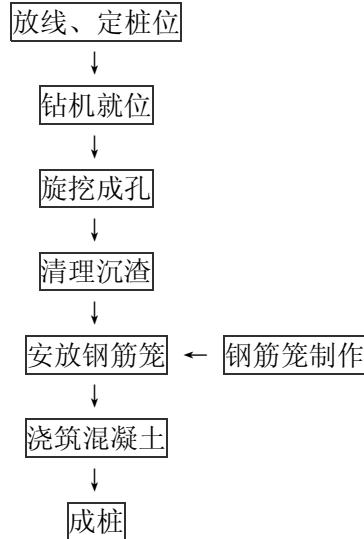 放线、定桩位
钻机就位
旋挖成孔
清理沉渣
安放钢筋笼
钢筋笼制作
浇筑混凝土
成桩